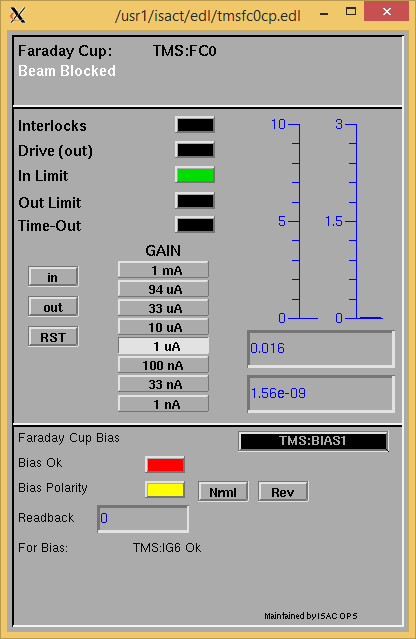 /usr1/isact/edl/tmsfc0cp.edl
Faraday Cup: TMS:FC0
Beam Blocked
Interlocks
Drive (out)
In Limit
Out Limit
Time-Out
10 3
5 1.5
0 0
GAIN
1 mA
94 uA
33 uA
10 uA
1 uA
100 nA
33 nA
1 nA
in
out
RST
0.016
1.56e-09
Faraday Cup Bias TMS:BIAS1
Bias Ok
Bias Polarity Nrml Rev
Readback 0
For Bias: TMS:IG6 Ok
Maintained by ISAC OPS